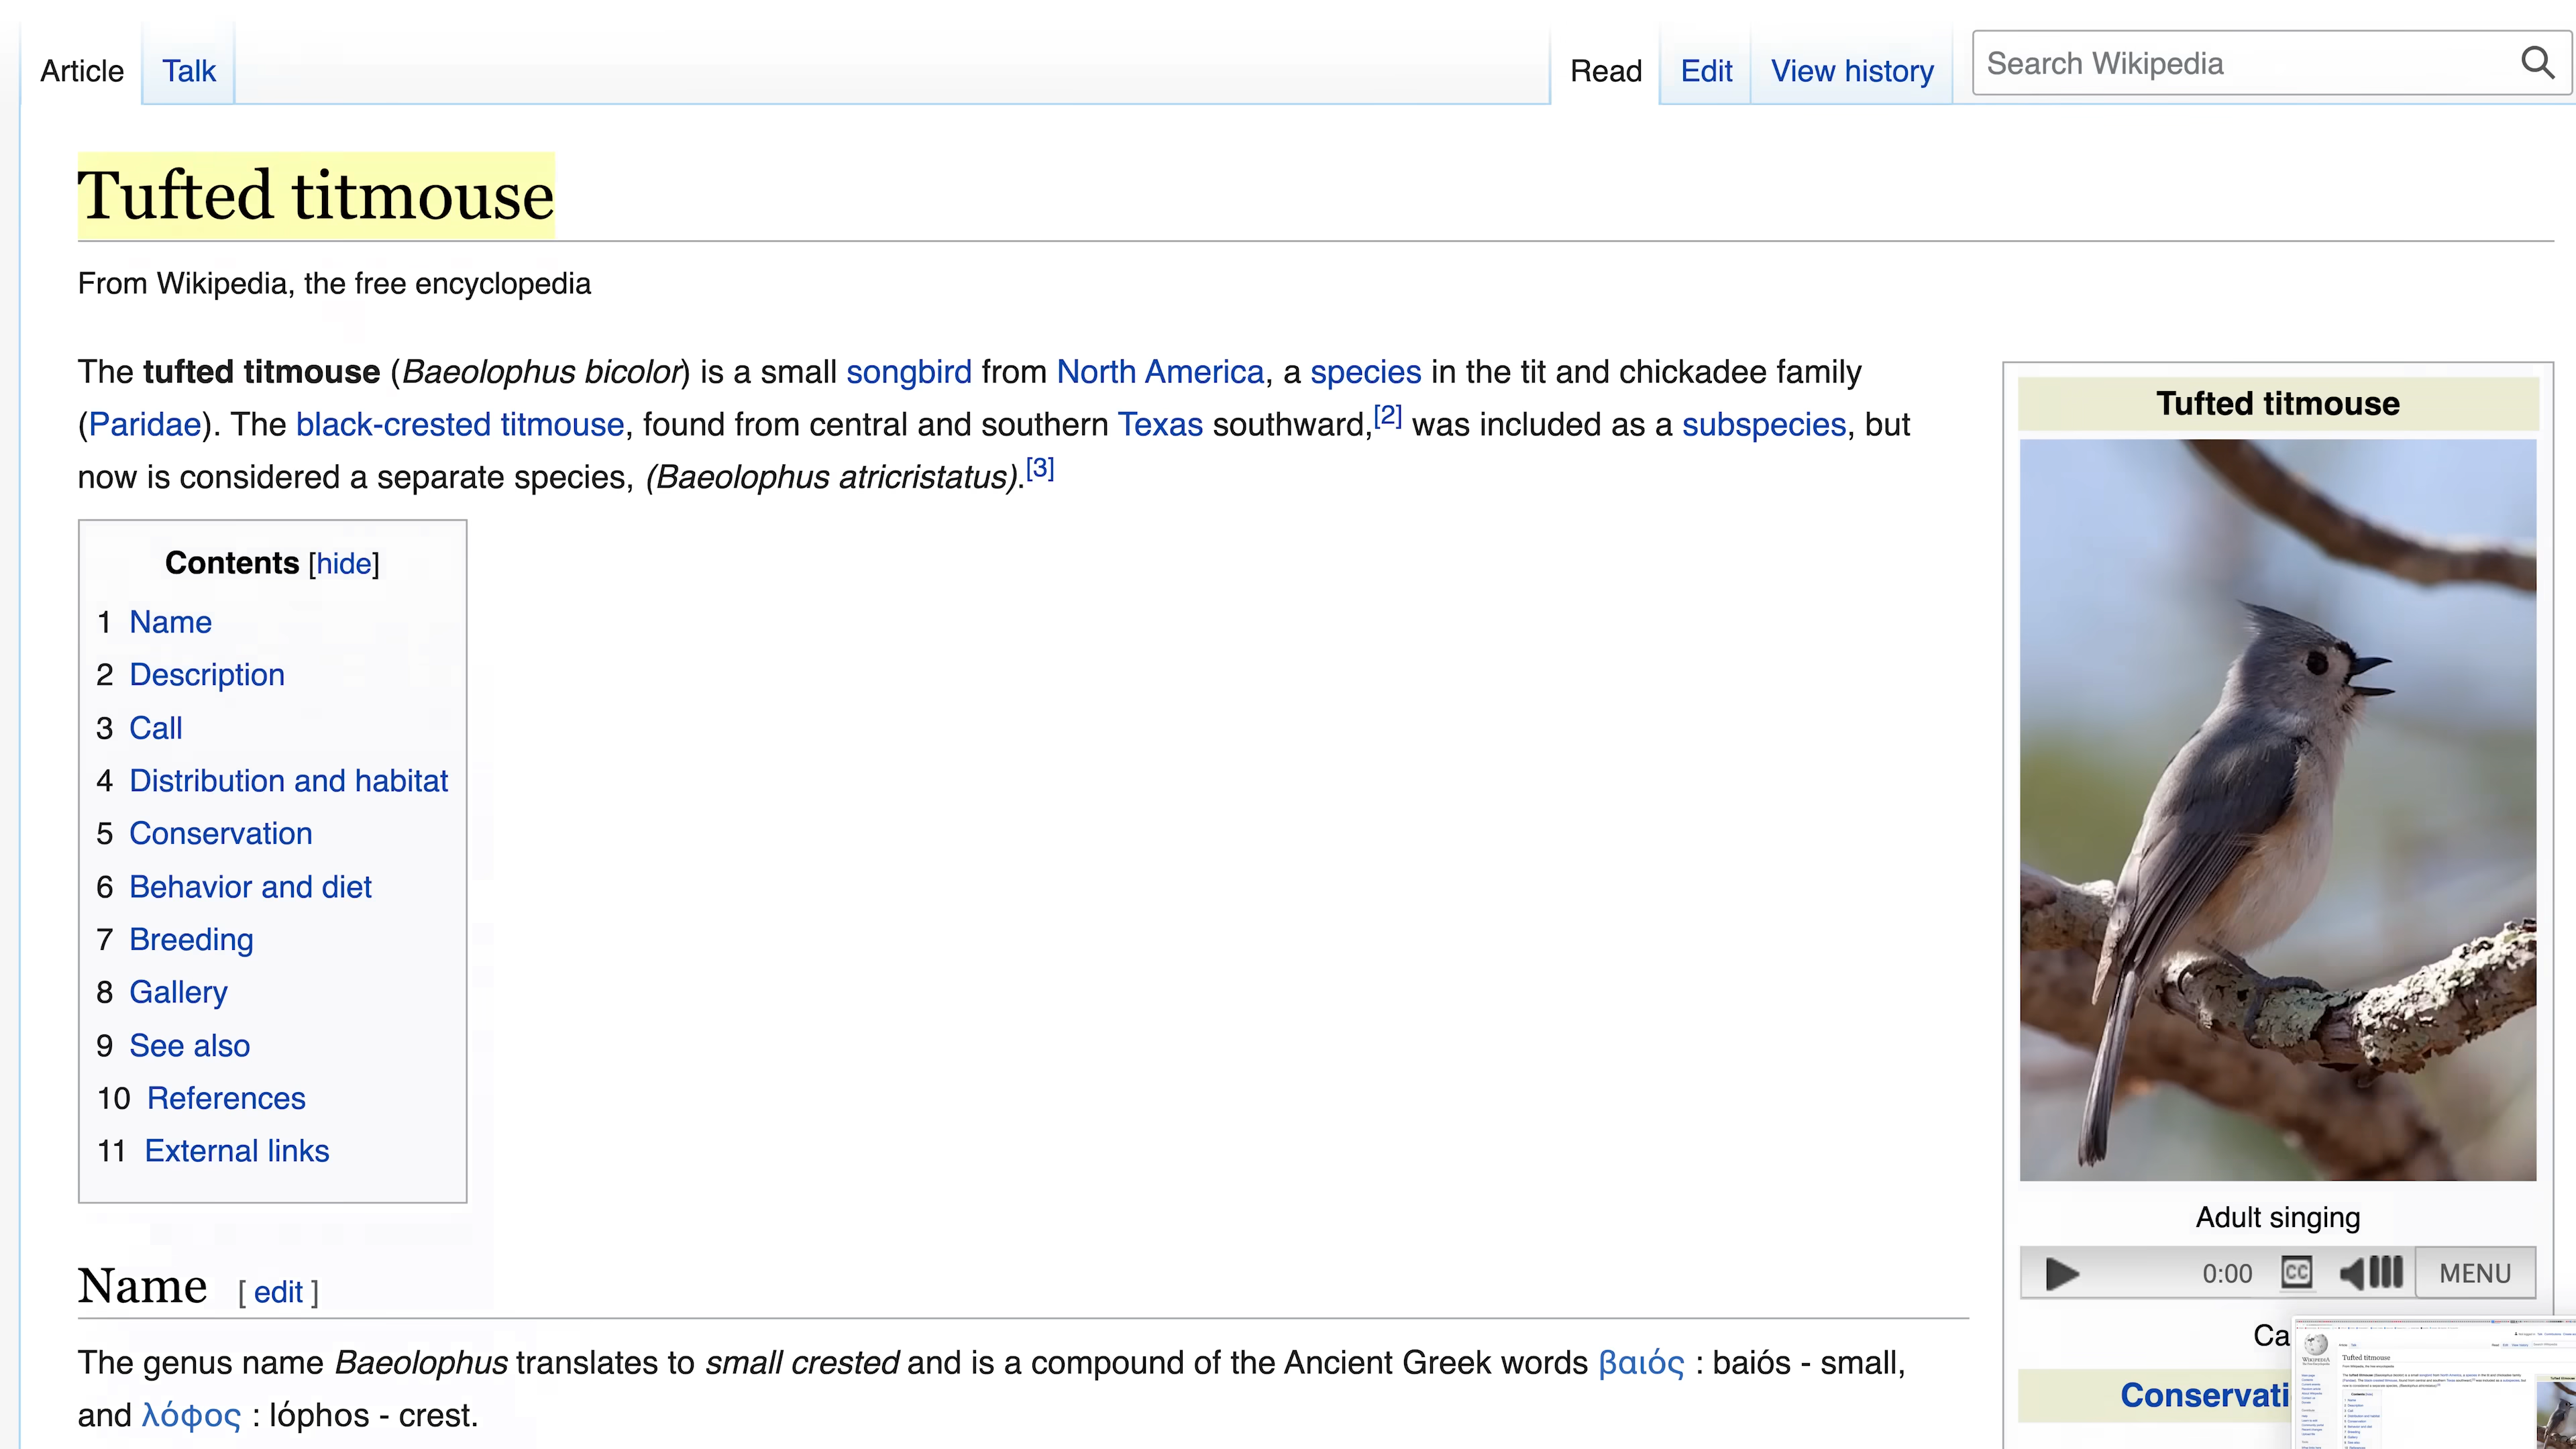 Article
Talk
Read
Edit
View history
Search Wikipedia
Tufted titmouse
From Wikipedia, the free encyclopedia
The tufted titmouse (Baeolophus bicolor) is a small songbird from North America, a species in the tit and chickadee family
(Paridae). The black-crested titmouse, found from central and southern Texas southward,[2] was included as a subspecies, but
now is considered a separate species, (Baeolophus atricristatus).[3]
Contents [hide]
1 Name
2 Description
3 Call
4 Distribution and habitat
5 Conservation
6 Behavior and diet
7 Breeding
8 Gallery
9 See also
10 References
11 External links
Name [ edit ]
The genus name Baeolophus translates to small crested and is a compound of the Ancient Greek words βαιός : baiós - small,
and λόφος : lóphos - crest.
Tufted titmouse
Adult singing
0:00
CC
MENU
Tufted titmouse